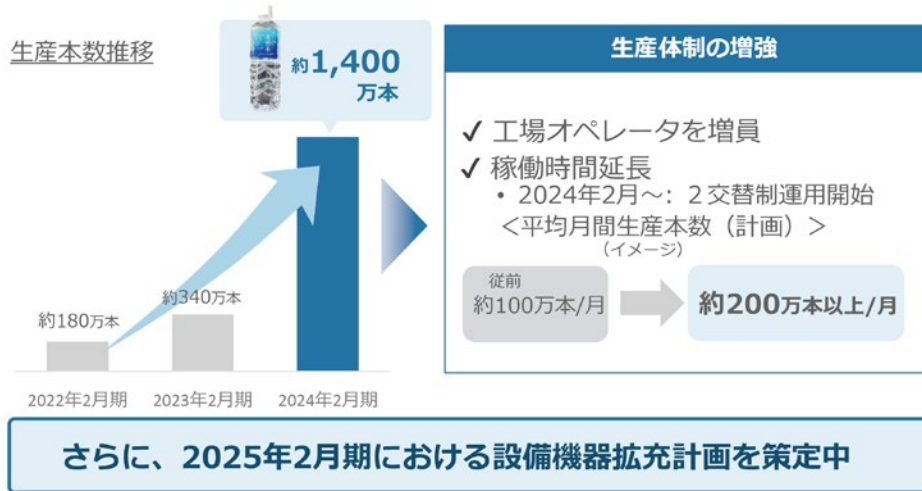 生産本数推移
約1,400
万本
約180万本
約340万本
2022年2月期
2023年2月期
2024年2月期
生産体制の増強
✓ 工場オペレータを増員
✓ 稼働時間延長
・ 2024年2月～：２交替制運用開始
＜平均月間生産本数（計画）＞
（イメージ）
従前
約100万本/月
約200万本以上/月
さらに、2025年2月期における設備機器拡充計画を策定中